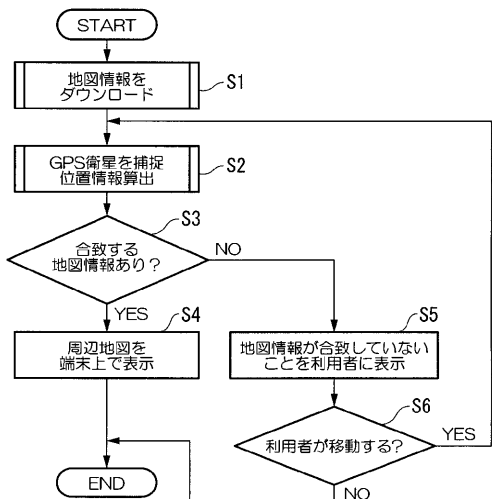 START
地図情報を
ダウンロード
S1
GPS衛星を捕捉
位置情報算出
S2
S3
合致する
地図情報あり?
NO
YES
S4
周辺地図を
端末上で表示
S5
地図情報が合致していない
ことを利用者に表示
S6
利用者が移動する?
YES
NO
END